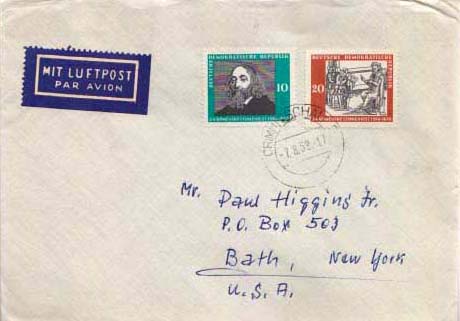 MIT LUFTPOST
PAR AVION
DEUTSCHE DEMOKRATISCHE REPUBLIK
10
DEUTSCHE DEMOKRATISCHE REPUBLIK
20
Mr. Paul Higgins Jr.
P.O. Box 503
Bath, New York
U.S.A.